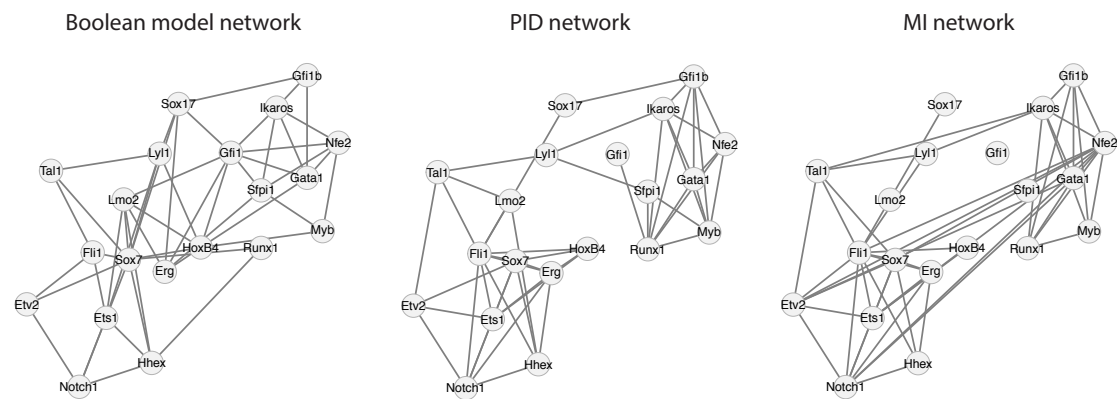 Boolean model network
PID network
MI network
Gfi1b
Sox17
Ikaros
Nfe2
Lyl1
Gfi1
Tal1
Gata1
Sfpi1
Lmo2
Myb
HoxB4
Runx1
Fli1
Sox7
Erg
Etv2
Ets1
Hhex
Notch1
Gfi1b
Sox17
Ikaros
Nfe2
Lyl1
Gfi1
Tal1
Gata1
Sfpi1
Lmo2
Myb
HoxB4
Runx1
Fli1
Sox7
Erg
Etv2
Ets1
Hhex
Notch1
Gfi1b
Sox17
Ikaros
Nfe2
Lyl1
Gfi1
Tal1
Gata1
Sfpi1
Lmo2
Myb
HoxB4
Runx1
Fli1
Sox7
Erg
Etv2
Ets1
Hhex
Notch1